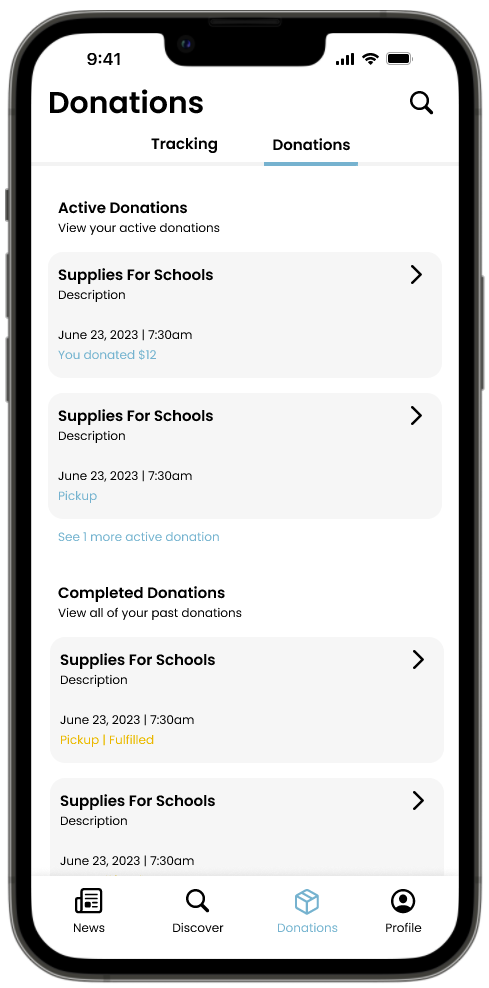 9:41
Donations
Tracking
Donations
Active Donations
View your active donations
Supplies For Schools
Description
June 23, 2023 | 7:30am
You donated $12
Supplies For Schools
Description
June 23, 2023 | 7:30am
Pickup
See 1 more active donation
Completed Donations
View all of your past donations
Supplies For Schools
Description
June 23, 2023 | 7:30am
Pickup | Fulfilled
Supplies For Schools
Description
June 23, 2023 | 7:30am
News
Discover
Donations
Profile